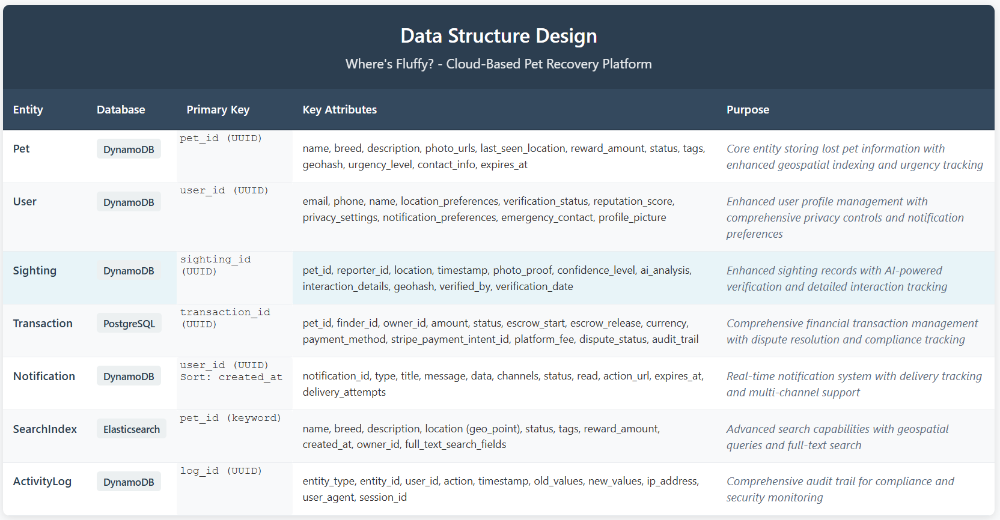 Data Structure Design
Where's Fluffy? - Cloud-Based Pet Recovery Platform
Entity Database Primary Key Key Attributes Purpose
Pet DynamoDB pet_id (UUID)
name, breed, description, photo_urls, last_seen_location, reward_amount, status, tags,
geohash, urgency_level, contact_info, expires_at
Core entity storing lost pet information with
enhanced geospatial indexing and urgency tracking
User DynamoDB user_id (UUID)
email, phone, name, location_preferences, verification_status, reputation_score,
privacy_settings, notification_preferences, emergency_contact, profile_picture
Enhanced user profile management with
comprehensive privacy controls and notification
preferences
Sighting DynamoDB sighting_id
(UUID)
pet_id, reporter_id, location, timestamp, photo_proof, confidence_level, ai_analysis,
interaction_details, geohash, verified_by, verification_date
Enhanced sighting records with AI-powered
verification and detailed interaction tracking
Transaction PostgreSQL transaction_id
(UUID)
pet_id, finder_id, owner_id, amount, status, escrow_start, escrow_release, currency,
payment_method, stripe_payment_intent_id, platform_fee, dispute_status, audit_trail
Comprehensive financial transaction management
with dispute resolution and compliance tracking
Notification DynamoDB user_id (UUID)
Sort: created_at
notification_id, type, title, message, data, channels, status, read, action_url, expires_at,
delivery_attempts
Real-time notification system with delivery tracking
and multi-channel support
SearchIndex Elasticsearch pet_id (keyword)
name, breed, description, location (geo_point), status, tags, reward_amount,
created_at, owner_id, full_text_search_fields
Advanced search capabilities with geospatial
queries and full-text search
ActivityLog DynamoDB log_id (UUID)
entity_type, entity_id, user_id, action, timestamp, old_values, new_values, ip_address,
user_agent, session_id
Comprehensive audit trail for compliance and
security monitoring